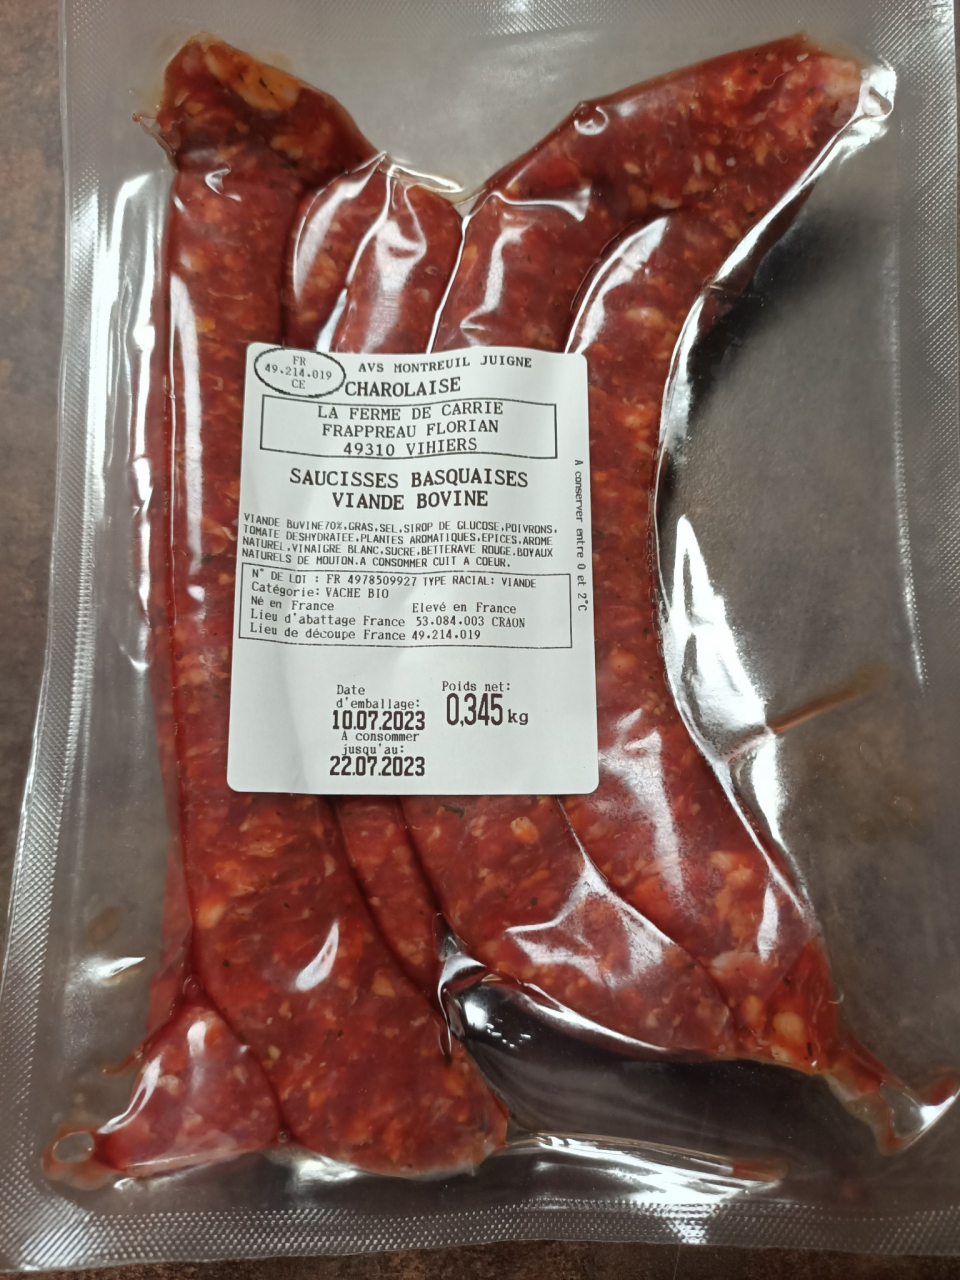 FR
49.214.019
CE
AVS MONTREUIL JUIGNE
CHAROLAISE
LA FERME DE CARRIE
FRAPPREAU FLORIAN
49310 VIHIERS
SAUCISSES BASQUAISES
VIANDE BOVINE
VIANDE BOVINE70%,GRAS,SEL,SIROP DE GLUCOSE,POIVRONS,
TOMATE DESHYDRATEE,PLANTES AROMATIQUES,EPICES,AROME
NATUREL,VINAIGRE BLANC,SUCRE,BETTERAVE ROUGE.BOYAUX
NATURELS DE MOUTON.A CONSOMMER CUIT A COEUR.
A conserver entre 0 et 2°C
N° DE LOT : FR 4978509927 TYPE RACIAL: VIANDE
Catégorie: VACHE BIO
Né en France Elevé en France
Lieu d'abattage France 53.084.003 CRAON
Lieu de découpe France 49.214.019
Date
d'emballage:
10.07.2023
A consommer
jusqu'au:
22.07.2023
Poids net:
0,345 kg